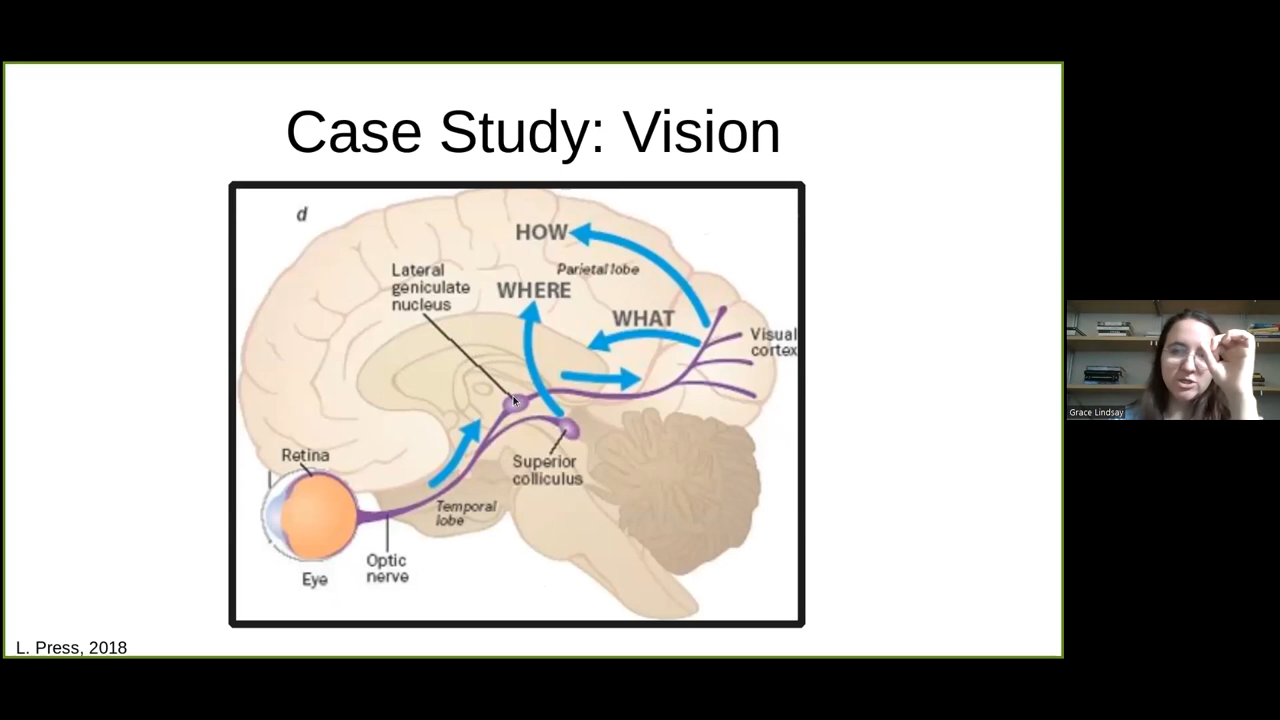 Case Study: Vision
d
HOW
Parietal lobe
Lateral
geniculate
nucleus
WHERE
WHAT
Visual
cortex
Retina
Superior
colliculus
Temporal
lobe
Optic
nerve
Eye
L. Press, 2018
Grace Lindsay